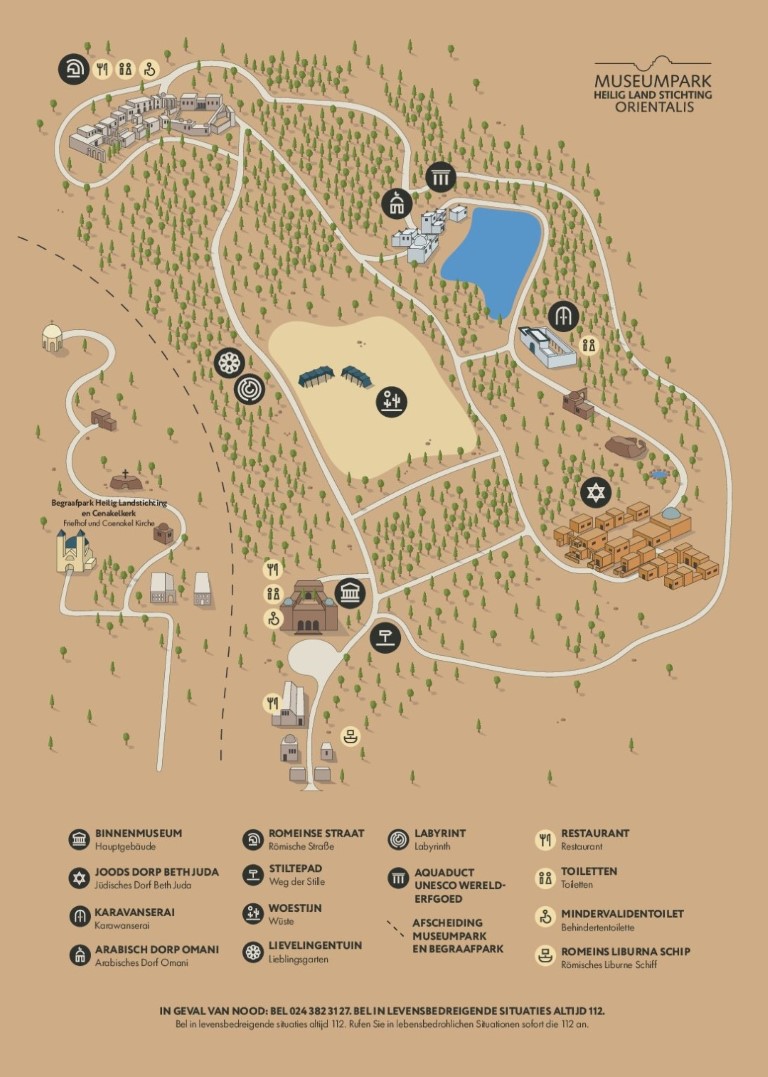 MUSEUMPARK
HEILIG LAND STICHTING
ORIENTALIS
Begraafpark Heilig Landstichting
en Cenakelkerk
Friefhof und Coenakel Kirche
BINNENMUSEUM
Hauptgebäude
JOODS DORP BETH JUDA
Jüdisches Dorf Beth Juda
KARAVANSERAI
Karawanserai
ARABISCH DORP OMANI
Arabisches Dorf Omani
ROMEINSE STRAAT
Römische Straße
STILTEPAD
Weg der Stille
WOESTIJN
Wüste
LIEVELINGENTUIN
Lieblingsgarten
LABYRINT
Labyrinth
AQUADUCT
UNESCO WERELD-
ERFGOED
AFSCHEIDING
MUSEUMPARK
EN BEGRAAFPARK
RESTAURANT
Restaurant
TOILETTEN
Toiletten
MINDERVALIDENTOILET
Behindertentoilette
ROMEINS LIBURNA SCHIP
Römisches Liburne Schiff
IN GEVAL VAN NOOD: BEL 024 382 31 27. BEL IN LEVENSBEDREIGENDE SITUATIES ALTIJD 112.
Bel in levensbedreigende situaties altijd 112. Rufen Sie in lebensbedrohlichen Situationen sofort die 112 an.